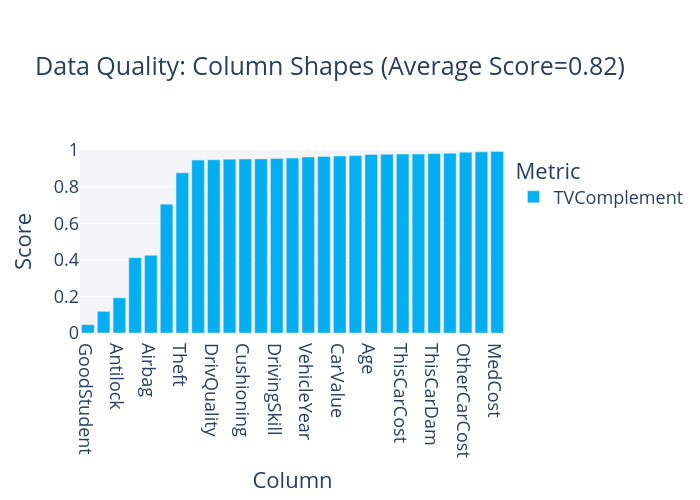 Data Quality: Column Shapes (Average Score=0.82)
Metric
TVComplement
Score
1
0.8
0.6
0.4
0.2
0
GoodStudent
Antilock
Airbag
Theft
DrivQuality
Cushioning
DrivingSkill
VehicleYear
CarValue
Age
ThisCarCost
ThisCarDam
OtherCarCost
MedCost
Column